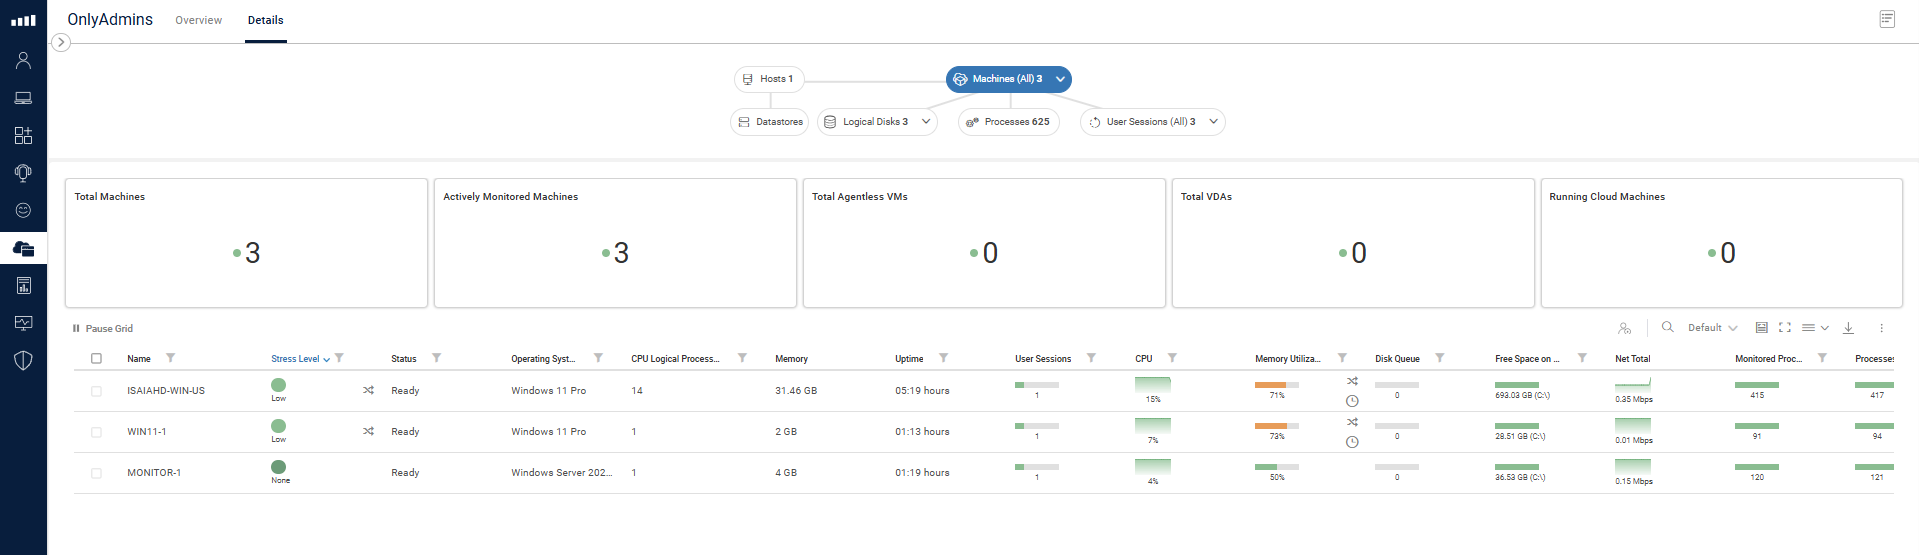 OnlyAdmins Overview Details
Hosts 1 Machines (All) 3
Datastores Logical Disks 3 Processes 625 User Sessions (All) 3
Total Machines Actively Monitored Machines Total Agentless VMs Total VDAs Running Cloud Machines
3 3 0 0 0
Pause Grid Default
Name Stress Level Status Operating Syst... CPU Logical Process... Memory Uptime User Sessions CPU Memory Utiliza... Disk Queue Free Space on ... Net Total Monitored Proc... Processes
ISAIAHD-WIN-US Low Ready Windows 11 Pro 14 31.46 GB 05:19 hours 1 15% 71% 0 693.03 GB (C:\) 0.35 Mbps 415 417
WIN11-1 Low Ready Windows 11 Pro 1 2 GB 01:13 hours 1 7% 73% 0 28.51 GB (C:\) 0.01 Mbps 91 94
MONITOR-1 None Ready Windows Server 202... 1 4 GB 01:19 hours 1 4% 50% 0 36.53 GB (C:\) 0.15 Mbps 120 121